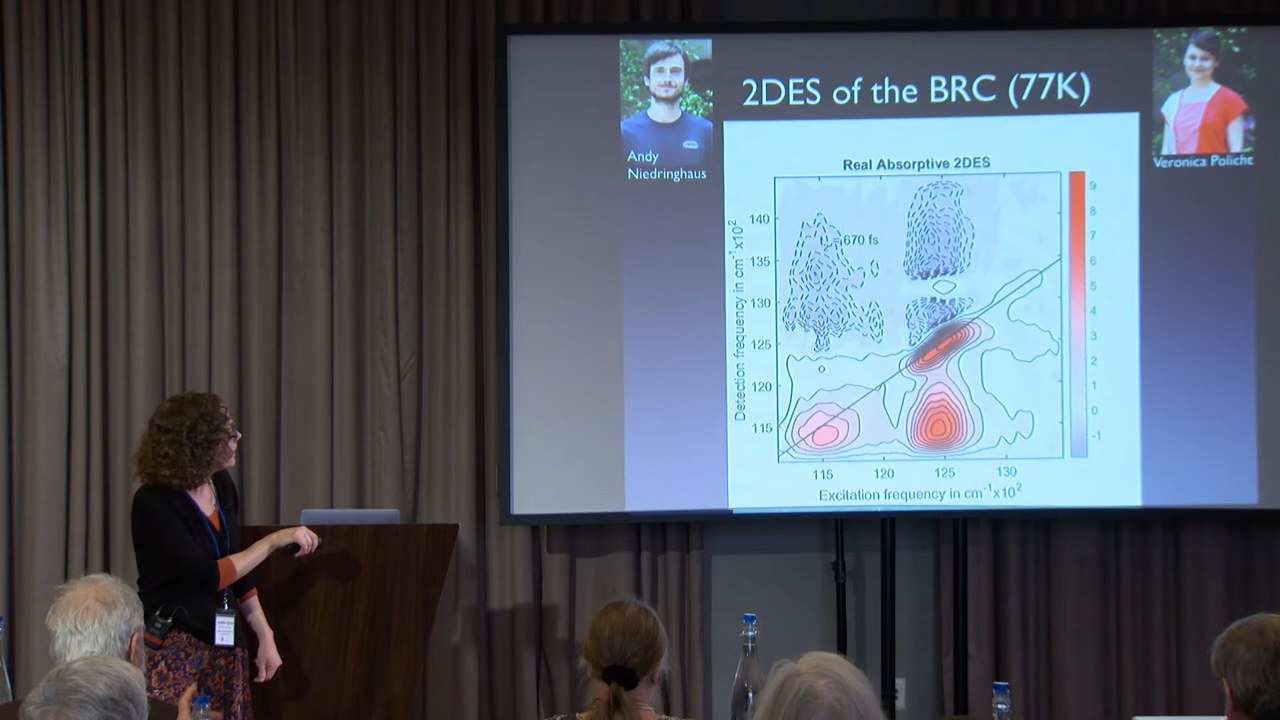 2DES of the BRC (77K)
Andy
Niedringhaus
Veronica Policht
Real Absorptive 2DES
670 fs
Detection frequency in cm⁻¹x10²
140
135
130
125
120
115
115
120
125
130
Excitation frequency in cm⁻¹x10²
9
8
7
6
5
4
3
2
1
0
-1